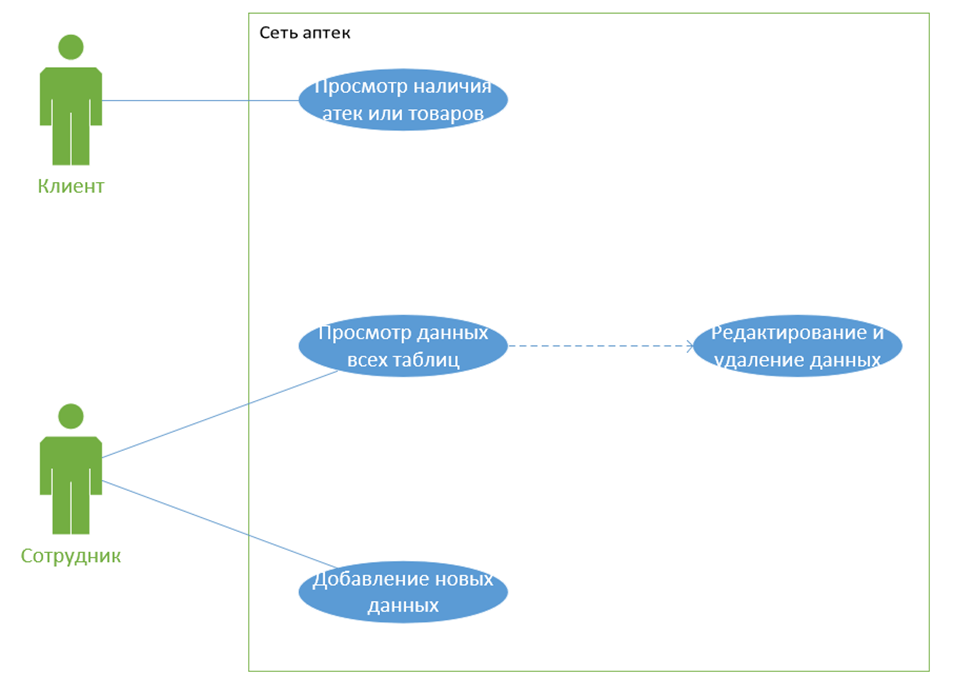 Сеть аптек
Просмотр наличия
атек или товаров
Клиент
Просмотр данных
всех таблиц
Редактирование и
удаление данных
Сотрудник
Добавление новых
данных